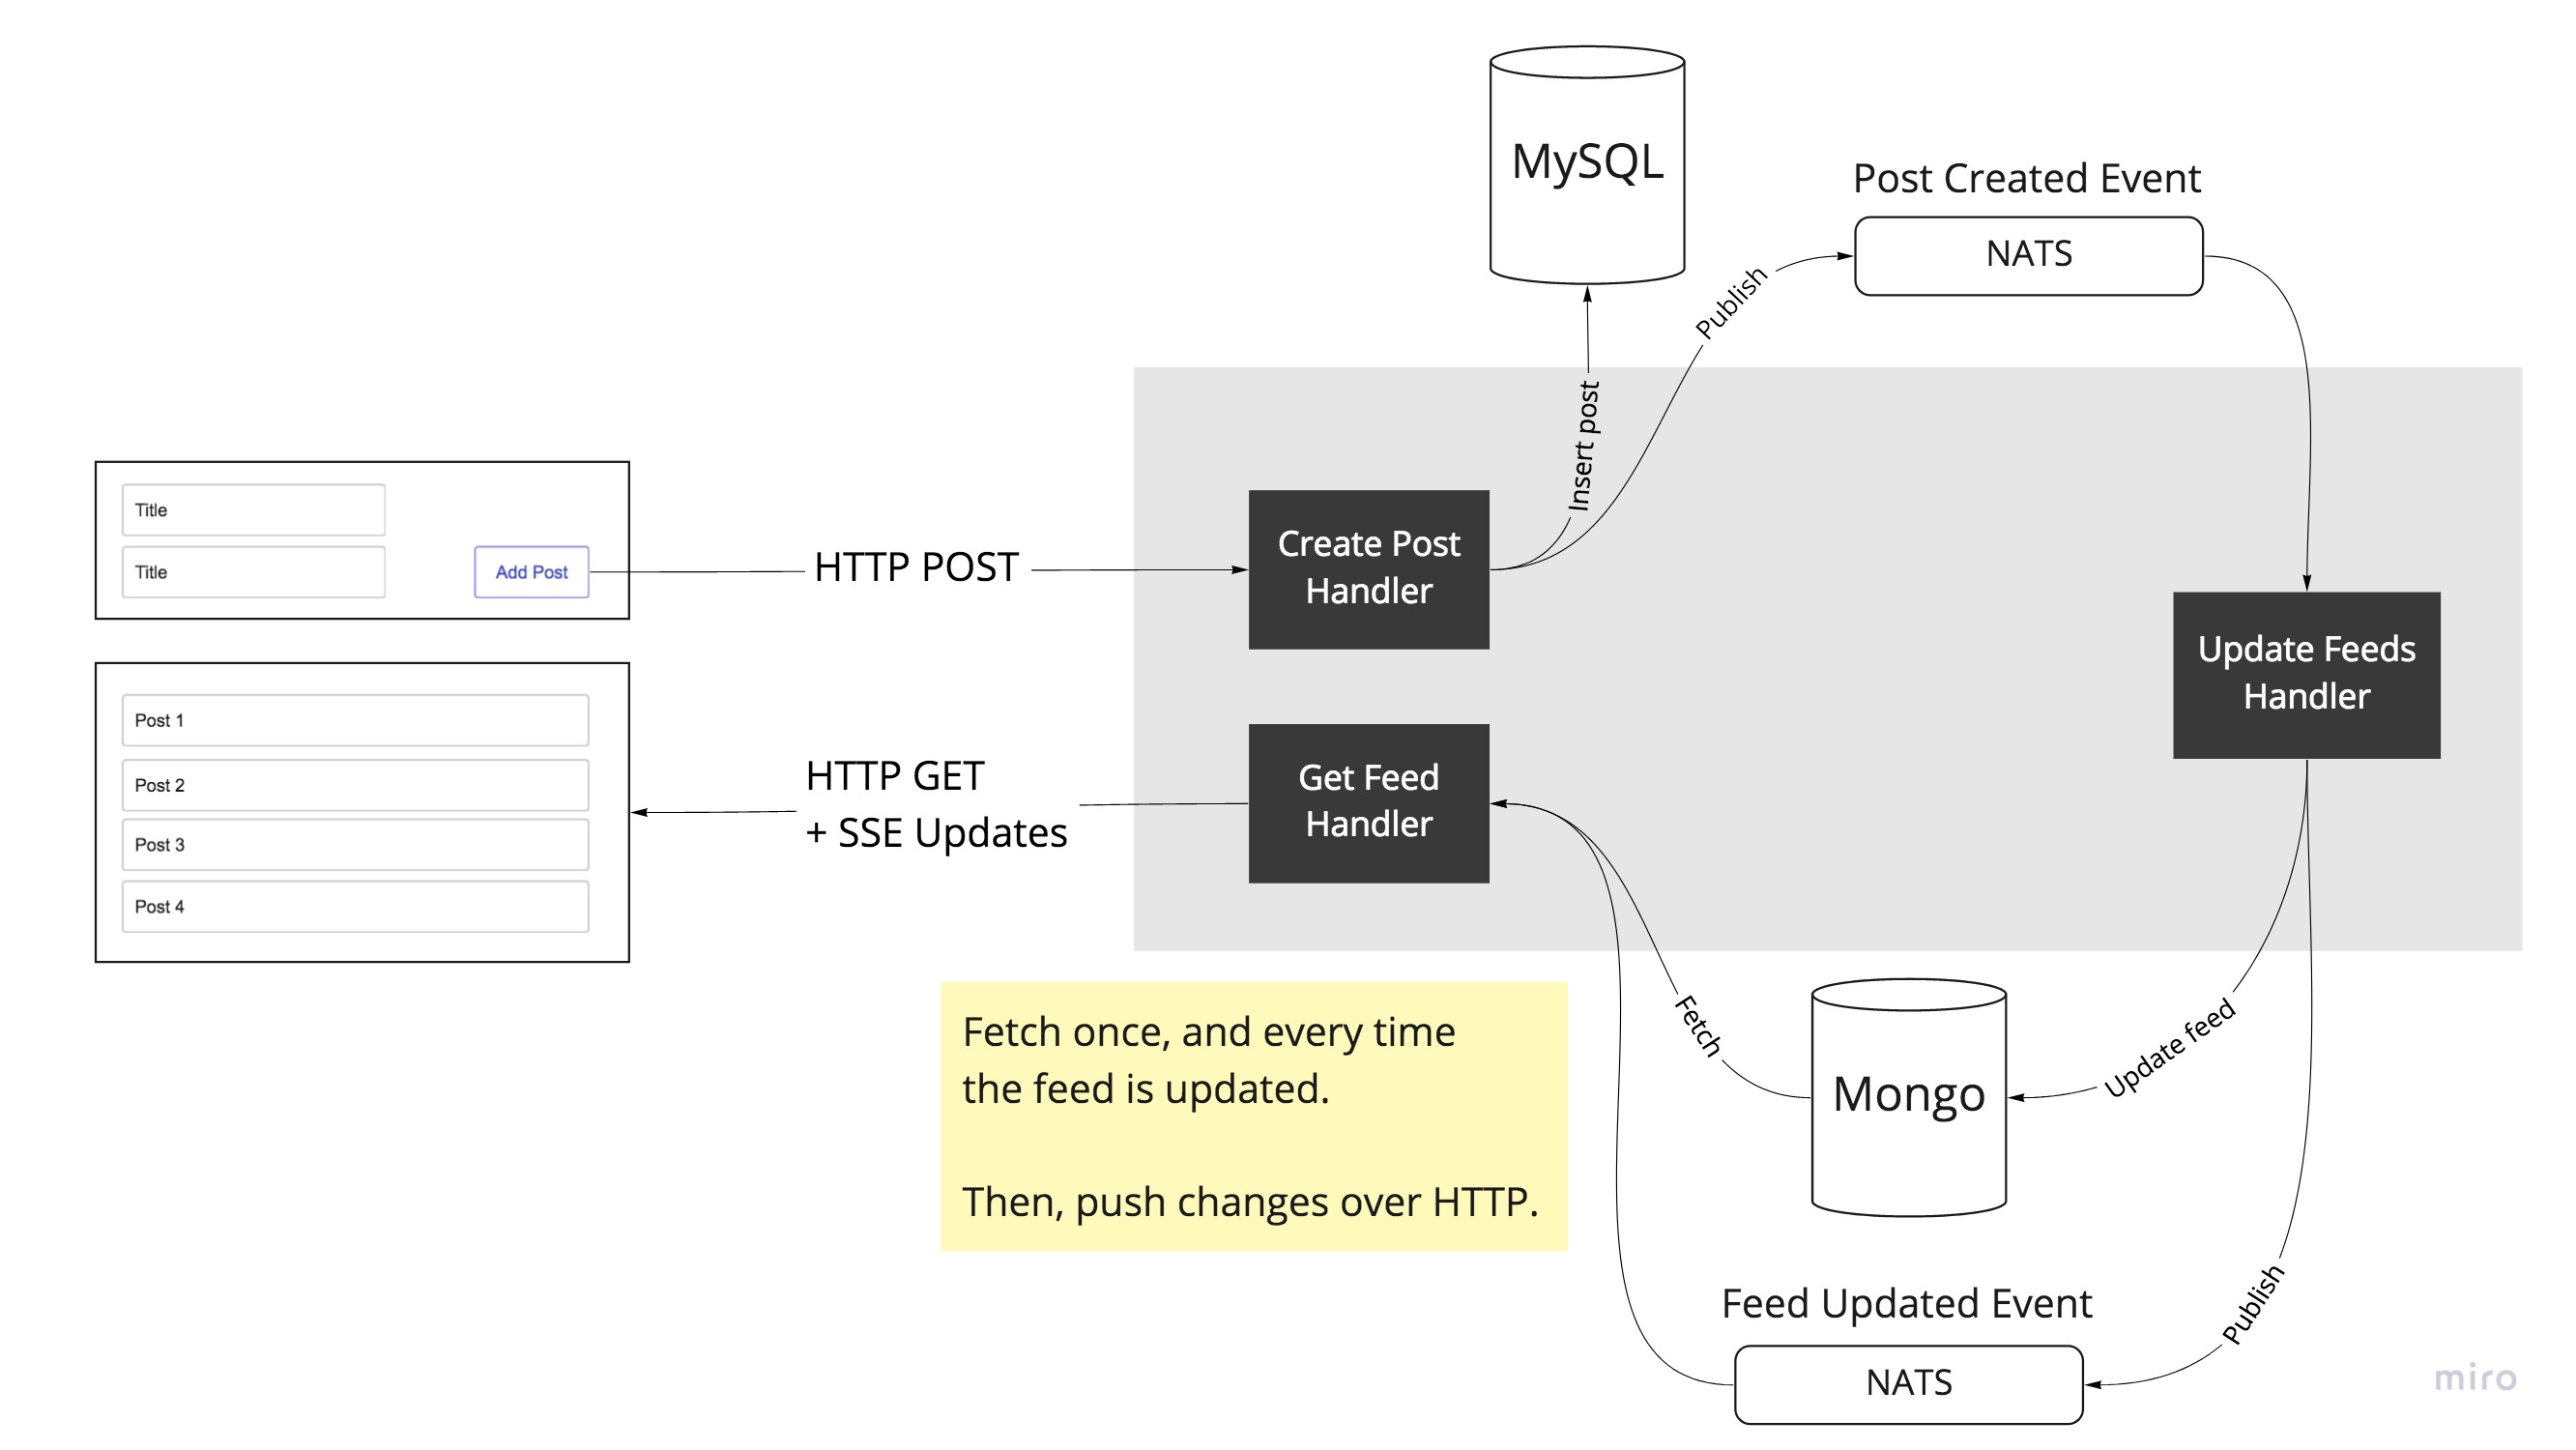 MySQL
Post Created Event
NATS
Publish
Insert post
Title
Title
Add Post
HTTP POST
Create Post
Handler
Update Feeds
Handler
Post 1
Post 2
Post 3
Post 4
HTTP GET
+ SSE Updates
Get Feed
Handler
Fetch once, and every time
the feed is updated.
Then, push changes over HTTP.
Fetch
Mongo
Update feed
Publish
Feed Updated Event
NATS
miro